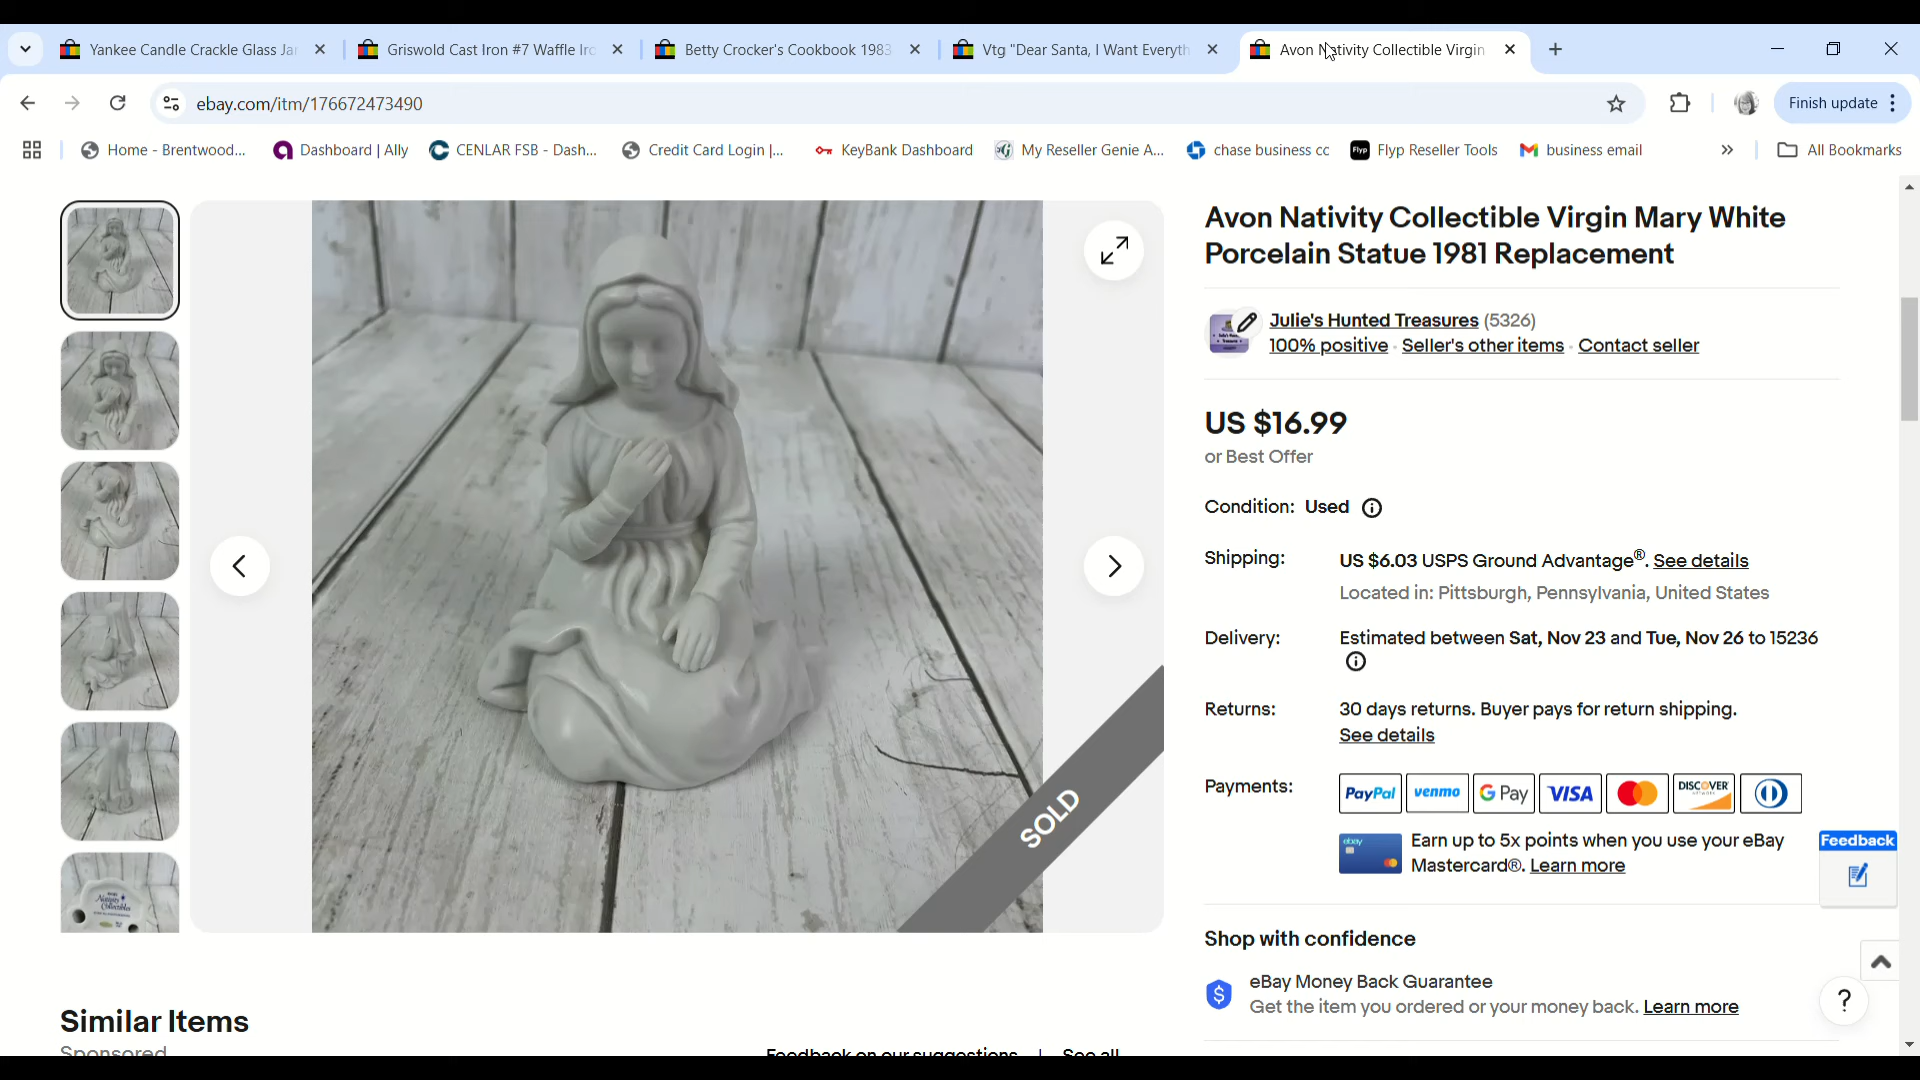 Yankee Candle Crackle Glass Jar
Griswold Cast Iron #7 Waffle Iro
Betty Crocker's Cookbook 1983
Vtg "Dear Santa, I Want Everyth
Avon Nativity Collectible Virgin
ebay.com/itm/176672473490
Finish update
Home - Brentwood...
Dashboard | Ally
CENLAR FSB - Dash...
Credit Card Login |...
KeyBank Dashboard
My Reseller Genie A...
chase business cc
Flyp
Flyp Reseller Tools
business email
All Bookmarks
Avon Nativity Collectible Virgin Mary White
Porcelain Statue 1981 Replacement
Julie's Hunted Treasures (5326)
100% positive · Seller's other items · Contact seller
US $16.99
or Best Offer
Condition: Used
Shipping: US $6.03 USPS Ground Advantage®. See details
Located in: Pittsburgh, Pennsylvania, United States
Delivery: Estimated between Sat, Nov 23 and Tue, Nov 26 to 15236
Returns: 30 days returns. Buyer pays for return shipping.
See details
Payments: PayPal venmo G Pay VISA DISCOVER
ebay
Earn up to 5x points when you use your eBay
Mastercard®. Learn more
Feedback
SOLD
Nativity
Collectibles
Shop with confidence
eBay Money Back Guarantee
Get the item you ordered or your money back. Learn more
?
Similar Items
Sponsored
Feedback on our suggestions | See all